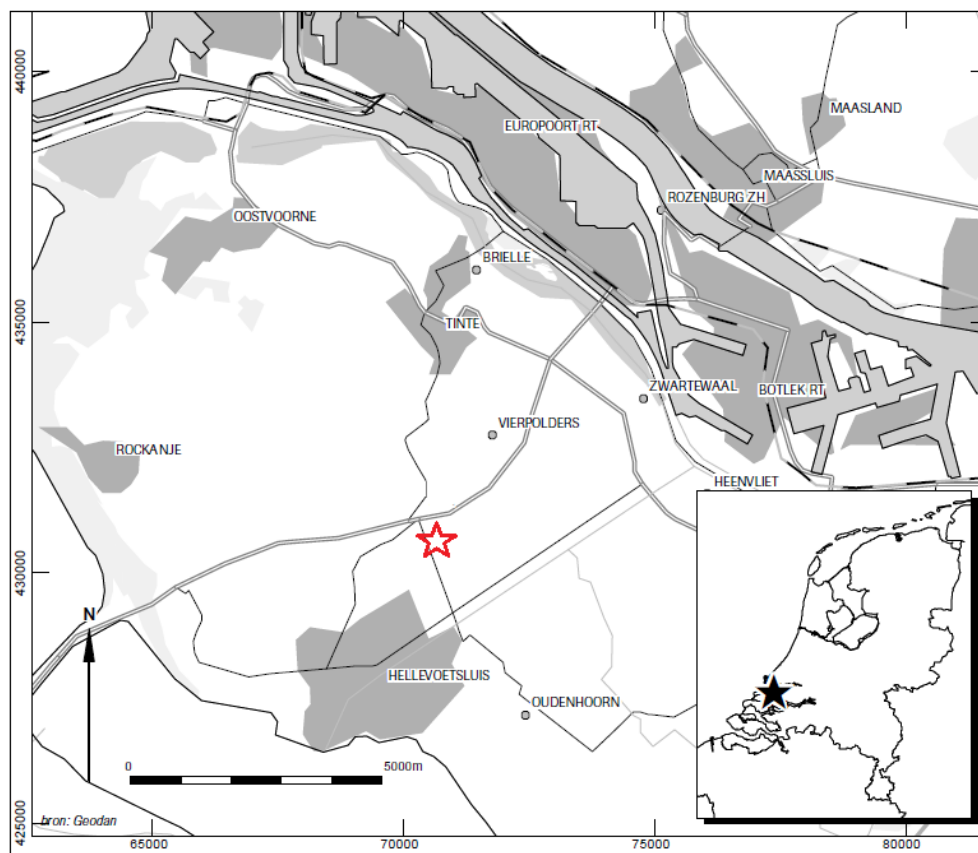 440000
MAASLAND
EUROPOORT RT
MAASSLUIS
ROZENBURG ZH
OOSTVOORNE
BRIELLE
435000
TINTE
ZWARTEWAAL
BOTLEK RT
VIERPOLDERS
ROCKANJE
HEENVLIET
430000
N
HELLEVOETSLUIS
OUDENHOORN
0 5000m
425000
bron: Geodan
65000 70000 75000 80000